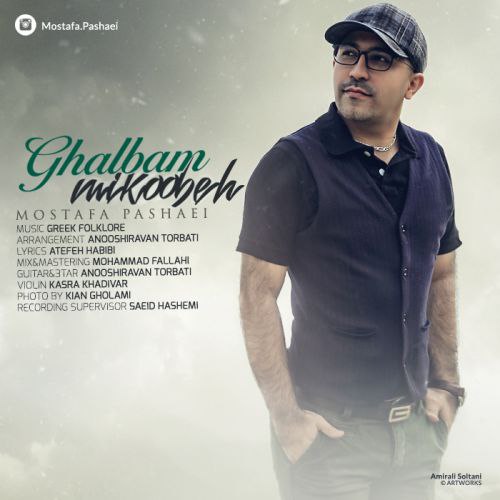 Mostafa.Pashaei
Ghalbam
mikoobeh
MOSTAFA PASHAEI
MUSIC GREEK FOLKLORE
ARRANGEMENT ANOOSHIRAVAN TORBATI
LYRICS ATEFEH HABIBI
MIX&MASTERING MOHAMMAD FALLAHI
GUITAR&3TAR ANOOSHIRAVAN TORBATI
VIOLIN KASRA KHADIVAR
PHOTO BY KIAN GHOLAMI
RECORDING SUPERVISOR SAEID HASHEMI
Amirali Soltani
© ARTWORKS